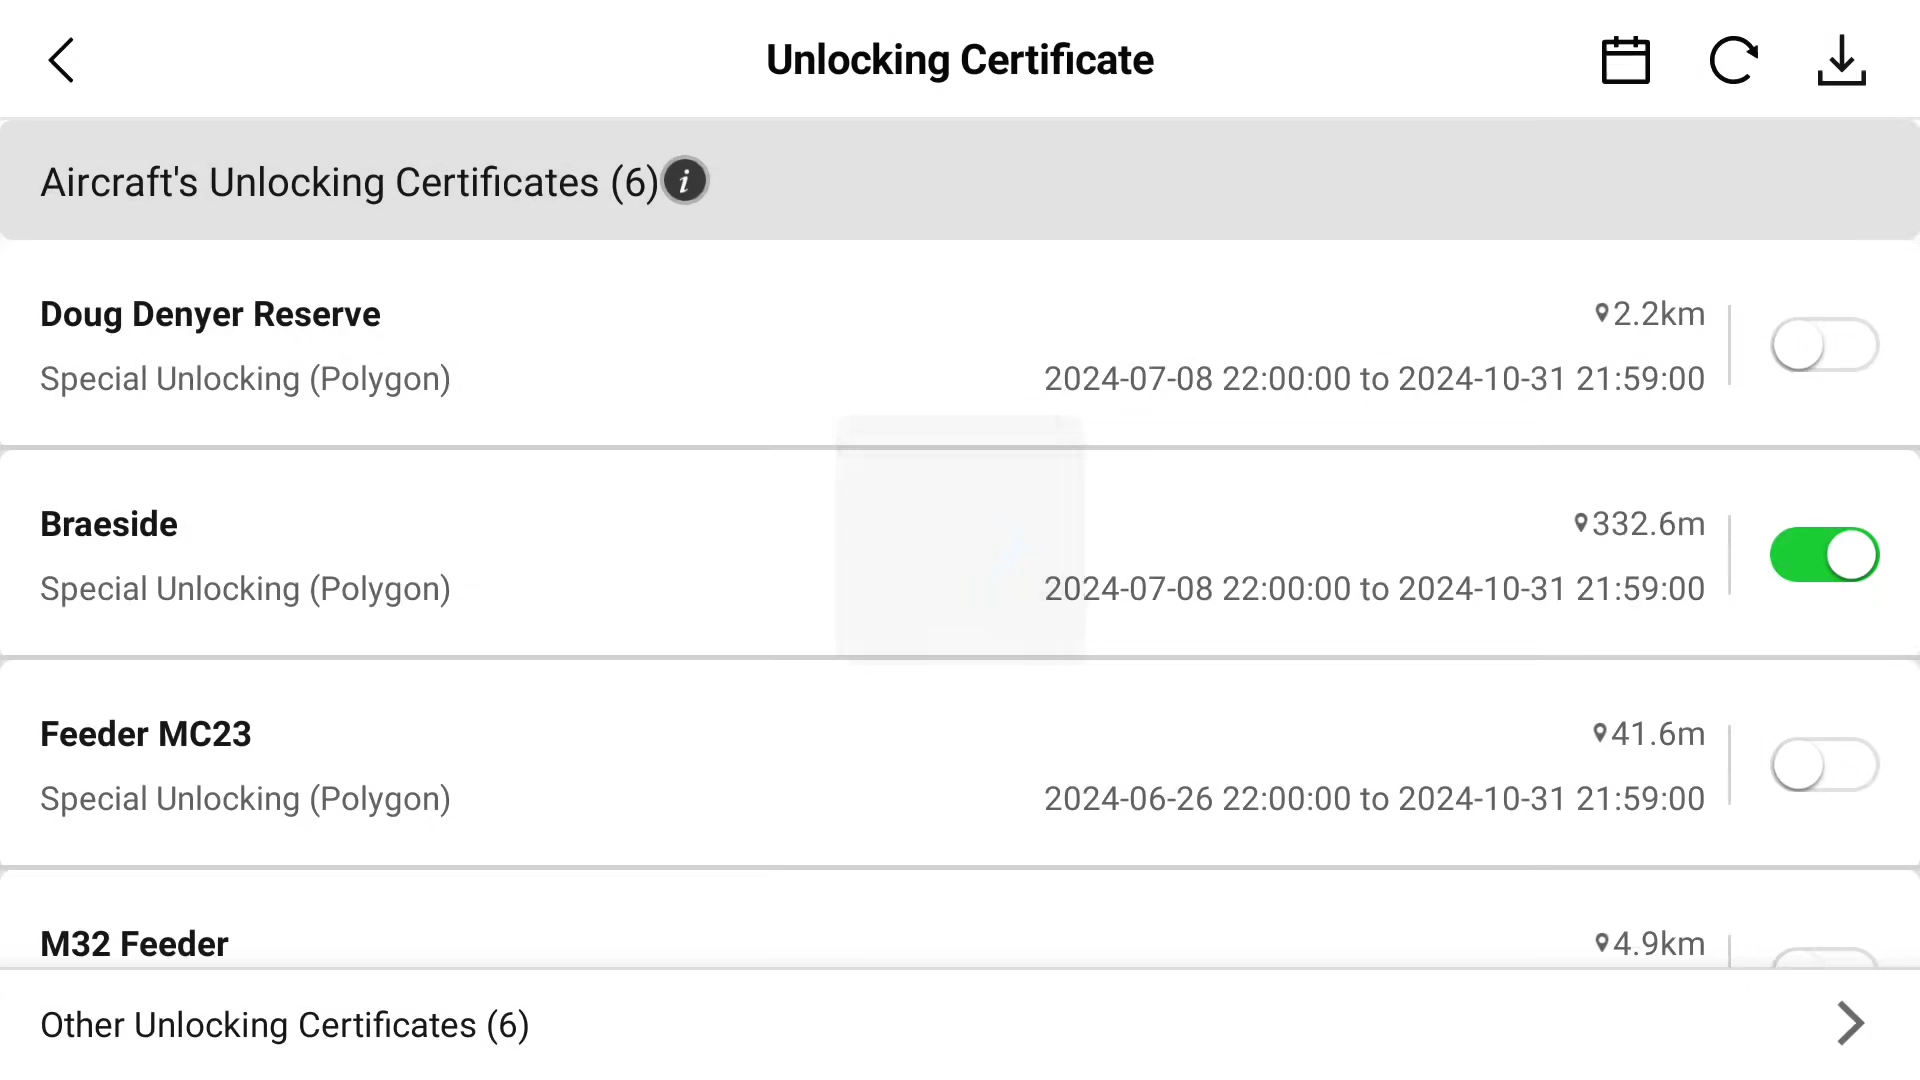 Unlocking Certificate
Aircraft's Unlocking Certificates (6)
Doug Denyer Reserve
2.2km
Special Unlocking (Polygon)
2024-07-08 22:00:00 to 2024-10-31 21:59:00
Braeside
332.6m
Special Unlocking (Polygon)
2024-07-08 22:00:00 to 2024-10-31 21:59:00
Feeder MC23
41.6m
Special Unlocking (Polygon)
2024-06-26 22:00:00 to 2024-10-31 21:59:00
M32 Feeder
4.9km
Other Unlocking Certificates (6)